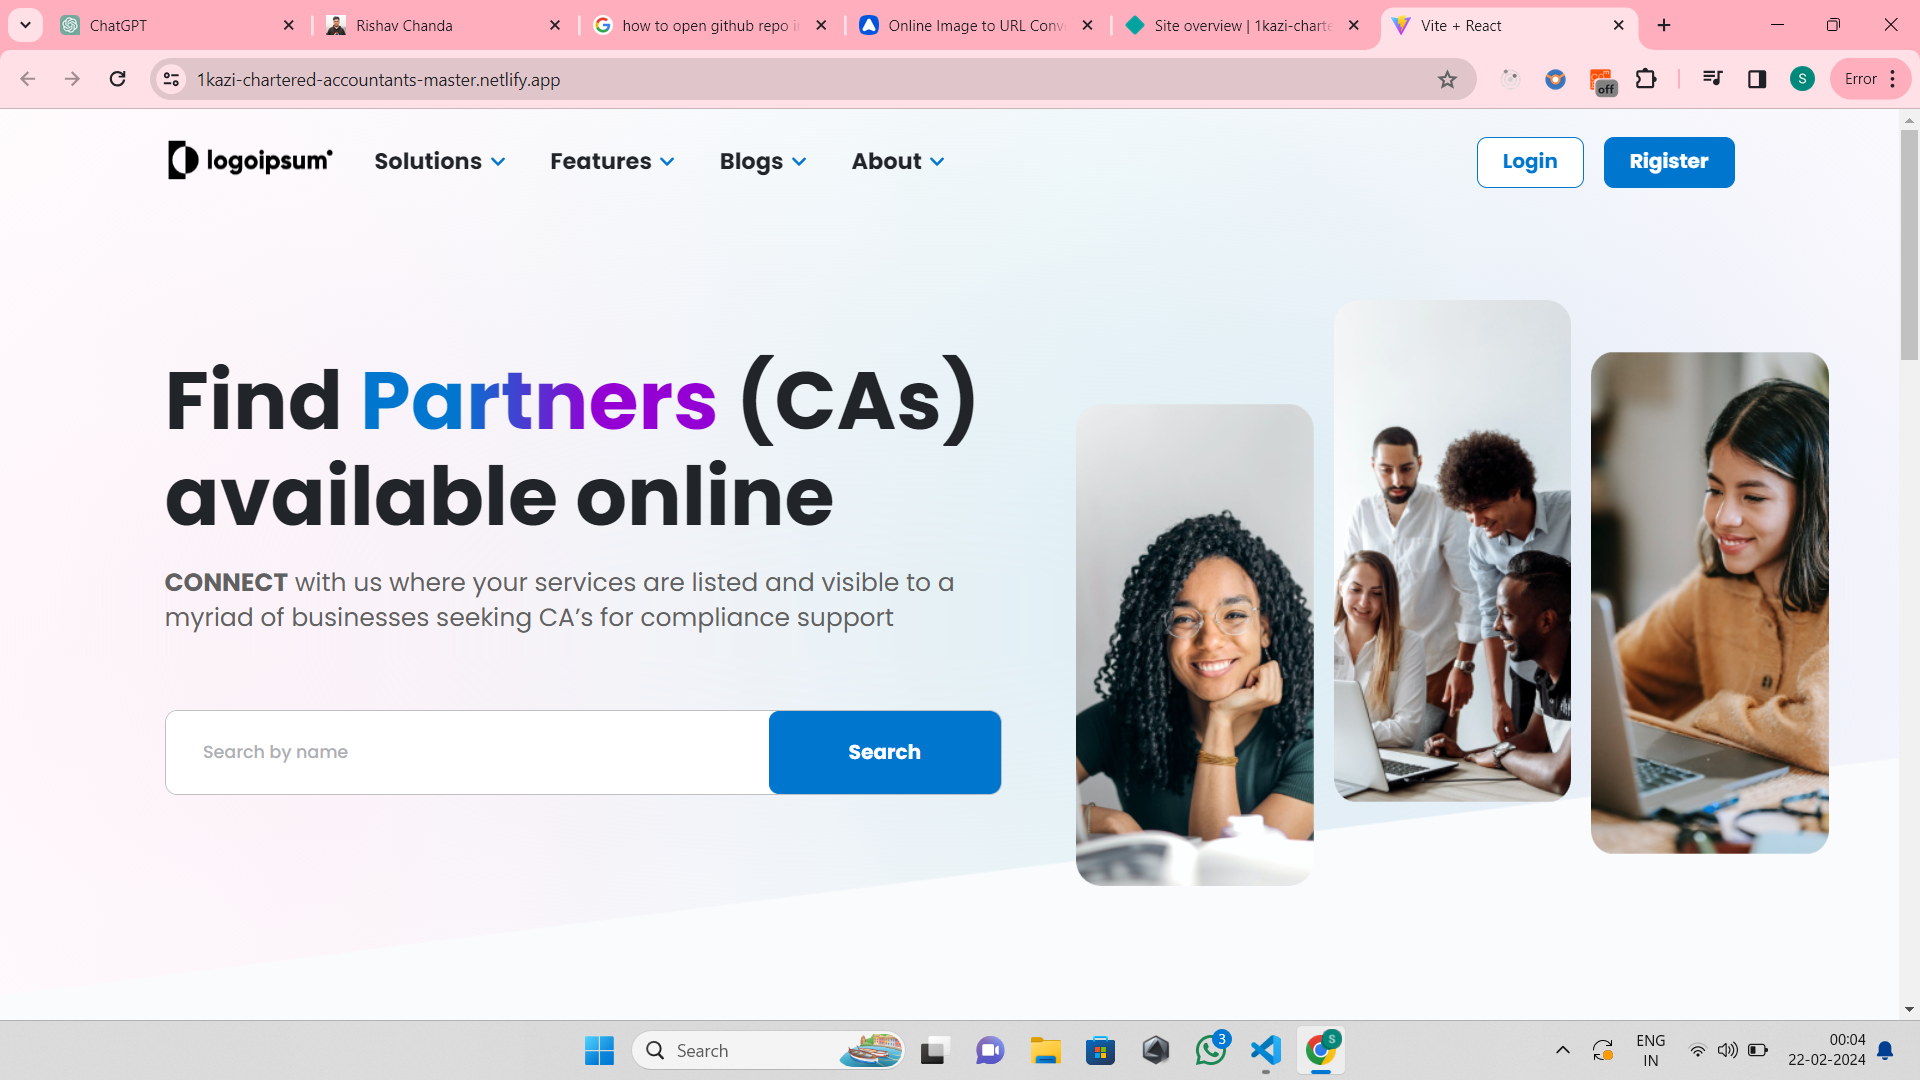 ChatGPT
Rishav Chanda
how to open github repo i
Online Image to URL Conv
Site overview | 1kazi-charte
Vite + React
1kazi-chartered-accountants-master.netlify.app
off
S
Error
logoipsum
Solutions
Features
Blogs
About
Login
Rigister
Find Partners (CAs)
available online
CONNECT with us where your services are listed and visible to a
myriad of businesses seeking CA’s for compliance support
Search by name
Search
Search
3
S
ENG
IN
00:04
22-02-2024